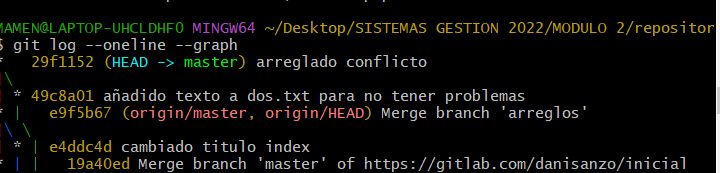 MAMEN@LAPTOP-UHCLDHF0 MINGW64 ~/Desktop/SISTEMAS GESTION 2022/MODULO 2/repositor
$ git log --oneline --graph
*   29f1152 (HEAD -> master) arreglado conflicto
|\
| * 49c8a01 añadido texto a dos.txt para no tener problemas
* |   e9f5b67 (origin/master, origin/HEAD) Merge branch 'arreglos'
|\ \
| * | e4ddc4d cambiado titulo index
* | |   19a40ed Merge branch 'master' of https://gitlab.com/danisanzo/inicial